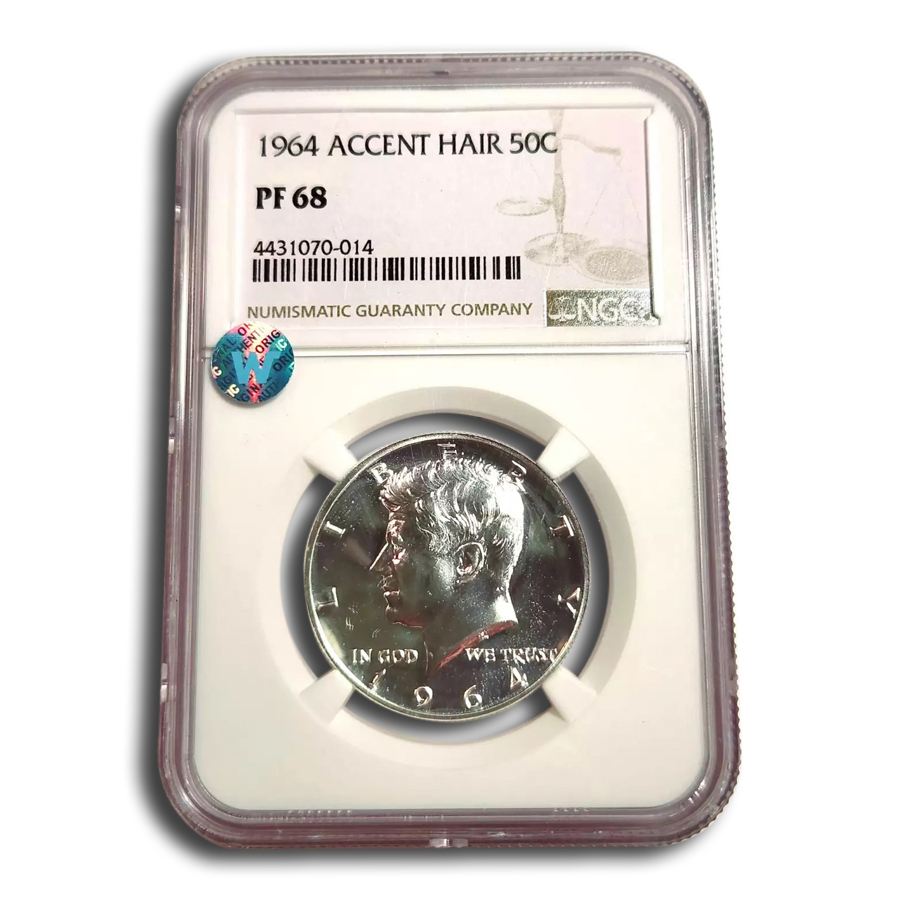 1964 ACCENT HAIR 50C
PF 68
4431070-014
NUMISMATIC GUARANTY COMPANY
NGC
W
LIBERTY
IN GOD WE TRUST
1964